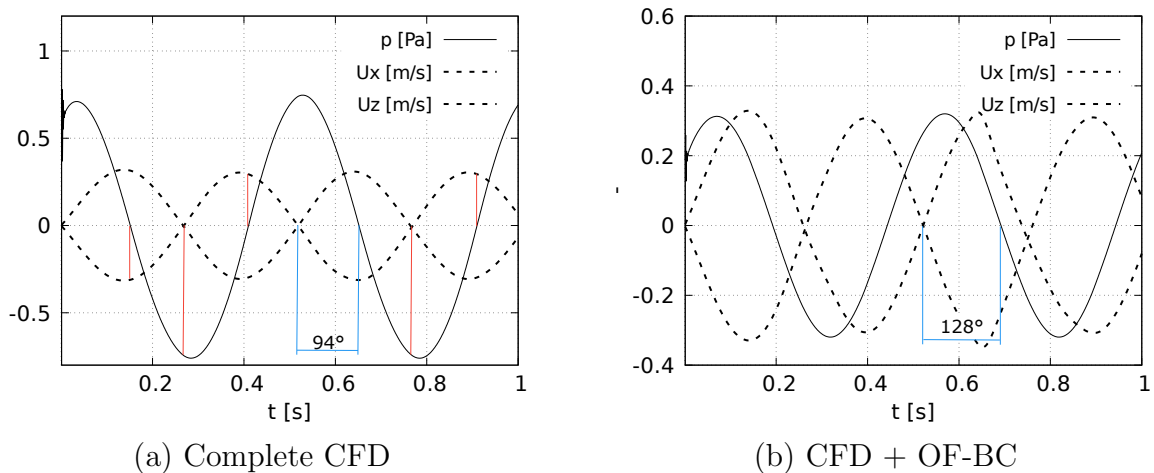 p [Pa]
Ux [m/s]
Uz [m/s]
1
0.5
0
-0.5
94°
0.2
0.4
0.6
0.8
1
t [s]
(a) Complete CFD
p [Pa]
Ux [m/s]
Uz [m/s]
0.6
0.4
0.2
0
-0.2
-0.4
-
128°
0.2
0.4
0.6
0.8
1
t [s]
(b) CFD + OF-BC